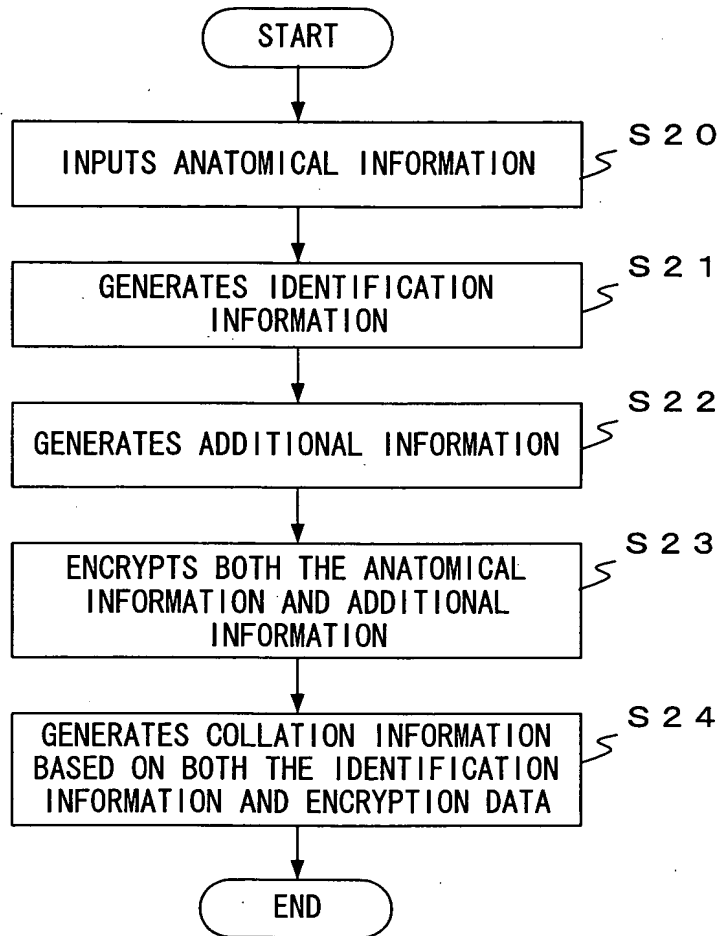 START
INPUTS ANATOMICAL INFORMATION
S20
GENERATES IDENTIFICATION
INFORMATION
S21
GENERATES ADDITIONAL INFORMATION
S22
ENCRYPTS BOTH THE ANATOMICAL
INFORMATION AND ADDITIONAL
INFORMATION
S23
GENERATES COLLATION INFORMATION
BASED ON BOTH THE IDENTIFICATION
INFORMATION AND ENCRYPTION DATA
S24
END